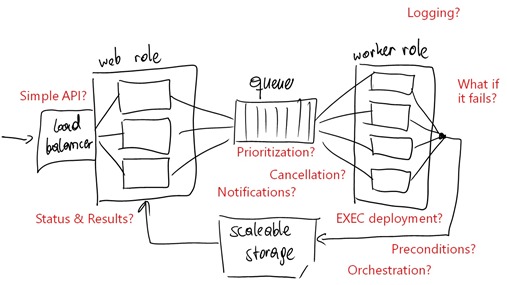 Logging?
web role
worker role
queue
What if
it fails?
Simple API?
load
balancer
Prioritization?
Cancellation?
Notifications?
Status & Results?
EXEC deployment?
scaleable
storage
Preconditions?
Orchestration?